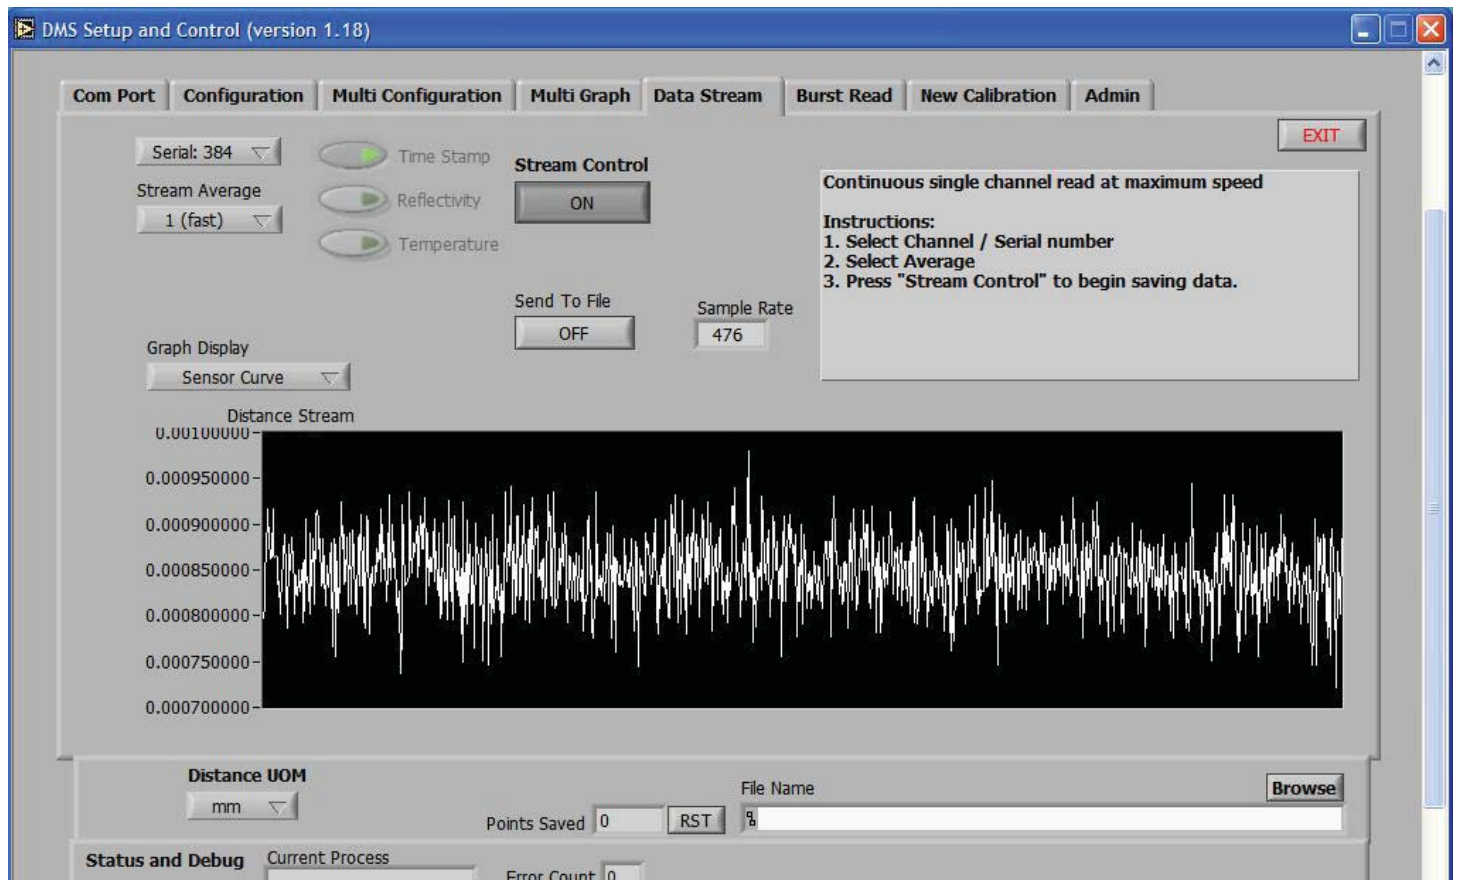 DMS Setup and Control (version 1.18)
Com Port Configuration Multi Configuration Multi Graph Data Stream Burst Read New Calibration Admin
EXIT
Serial: 384
Stream Average
1 (fast)
Time Stamp
Reflectivity
Temperature
Stream Control
ON
Send To File
OFF
Sample Rate
476
Continuous single channel read at maximum speed
Instructions:
1. Select Channel / Serial number
2. Select Average
3. Press "Stream Control" to begin saving data.
Graph Display
Sensor Curve
Distance Stream
0.00100000
0.000950000
0.000900000
0.000850000
0.000800000
0.000750000
0.000700000
Distance UOM
mm
Points Saved 0 RST
File Name
Browse
Status and Debug
Current Process
Error Count 0